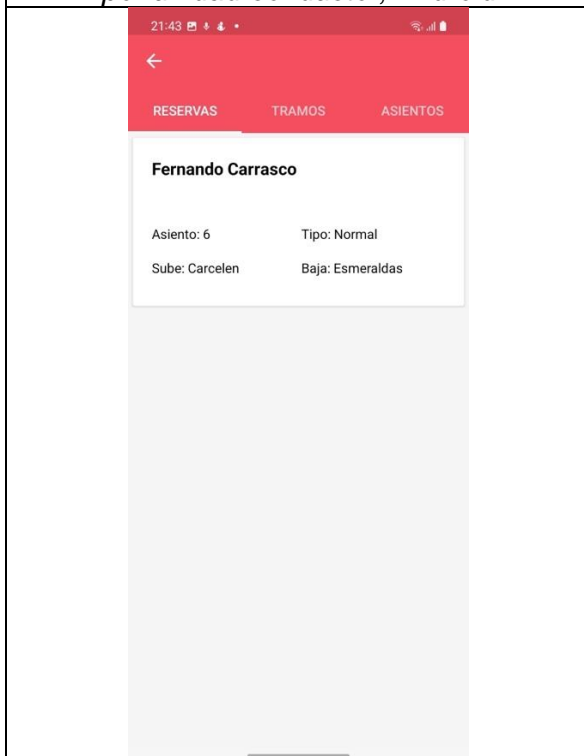 21:43
RESERVAS TRAMOS ASIENTOS
Fernando Carrasco
Asiento: 6 Tipo: Normal
Sube: Carcelen Baja: Esmeraldas